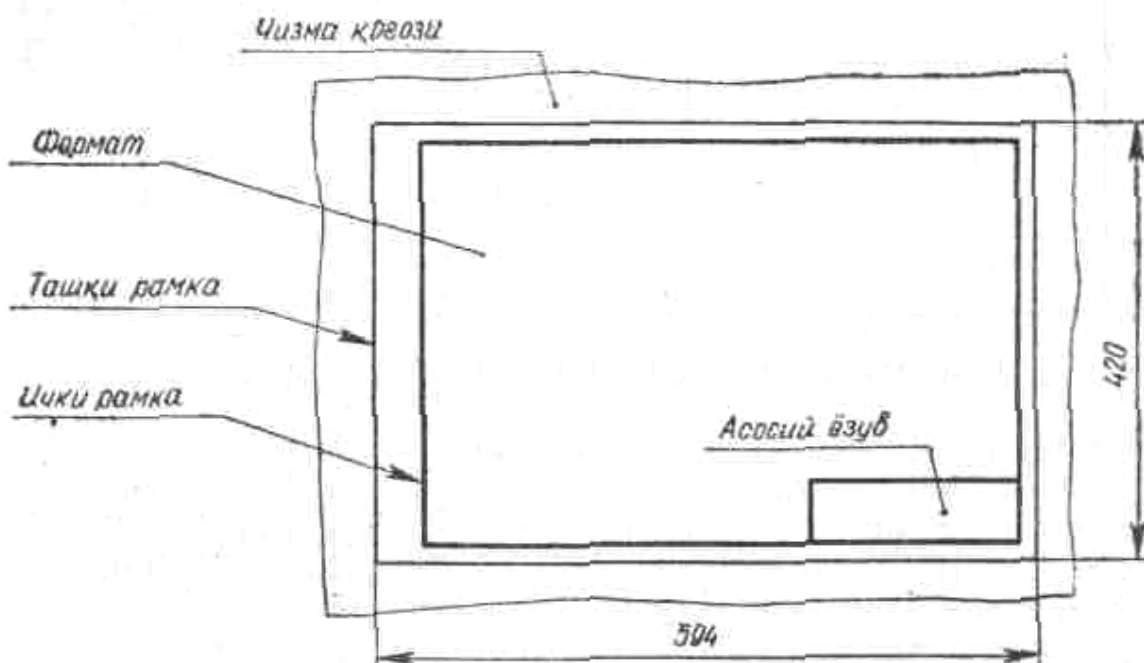 Чизма қоғози
Формат
Ташқи рамка
Ички рамка
Асосий ёзув
420
594